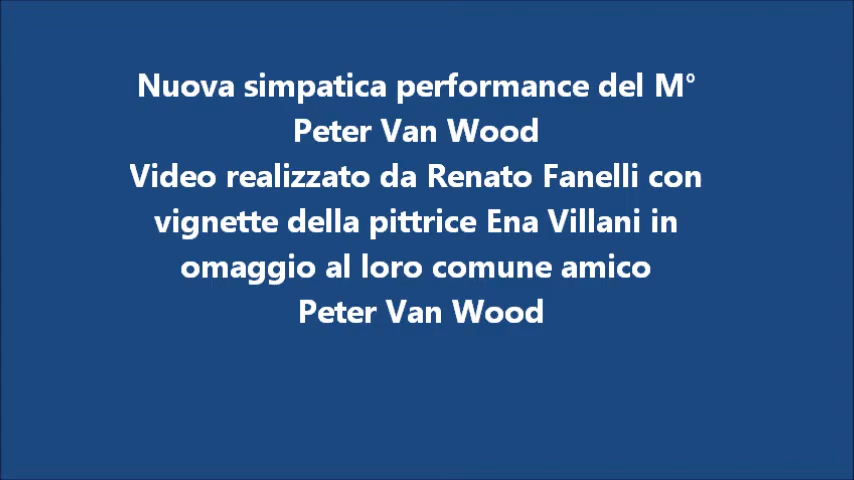 Nuova simpatica performance del M°
Peter Van Wood
Video realizzato da Renato Fanelli con
vignette della pittrice Ena Villani in
omaggio al loro comune amico
Peter Van Wood